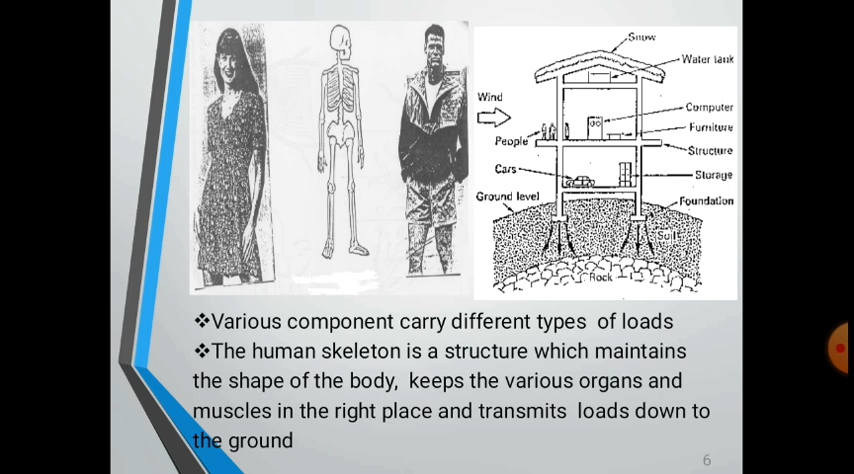 Snow
Water tank
Wind
Computer
Furniture
People
Structure
Cars
Storage
Ground level
Foundation
Soil
Rock
❖Various component carry different types of loads
❖The human skeleton is a structure which maintains
the shape of the body, keeps the various organs and
muscles in the right place and transmits loads down to
the ground
6